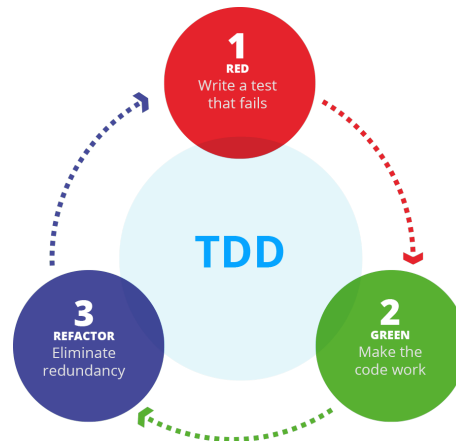 1
RED
Write a test
that fails
TDD
2
GREEN
Make the
code work
3
REFACTOR
Eliminate
redundancy